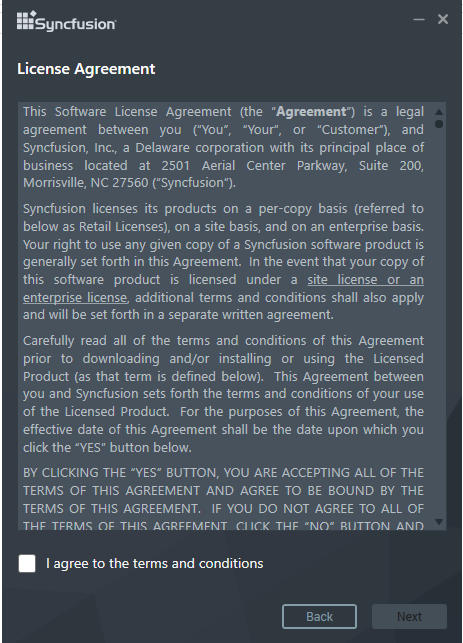 Syncfusion
License Agreement
This Software License Agreement (the “Agreement”) is a legal
agreement between you (“You”, “Your”, or “Customer”), and
Syncfusion, Inc., a Delaware corporation with its principal place of
business located at 2501 Aerial Center Parkway, Suite 200,
Morrisville, NC 27560 (“Syncfusion”).
Syncfusion licenses its products on a per-copy basis (referred to
below as Retail Licenses), on a site basis, and on an enterprise basis.
Your right to use any given copy of a Syncfusion software product is
generally set forth in this Agreement. In the event that your copy of
this software product is licensed under a site license or an
enterprise license, additional terms and conditions shall also apply
and will be set forth in a separate written agreement.
Carefully read all of the terms and conditions of this Agreement
prior to downloading and/or installing or using the Licensed
Product (as that term is defined below). This Agreement between
you and Syncfusion sets forth the terms and conditions of your use
of the Licensed Product. For the purposes of this Agreement, the
effective date of this Agreement shall be the date upon which you
click the “YES” button below.
BY CLICKING THE “YES” BUTTON, YOU ARE ACCEPTING ALL OF THE
TERMS OF THIS AGREEMENT AND AGREE TO BE BOUND BY THE
TERMS OF THIS AGREEMENT. IF YOU DO NOT AGREE TO ALL OF
THE TERMS OF THIS AGREEMENT, CLICK THE “NO” BUTTON AND
I agree to the terms and conditions
Back
Next